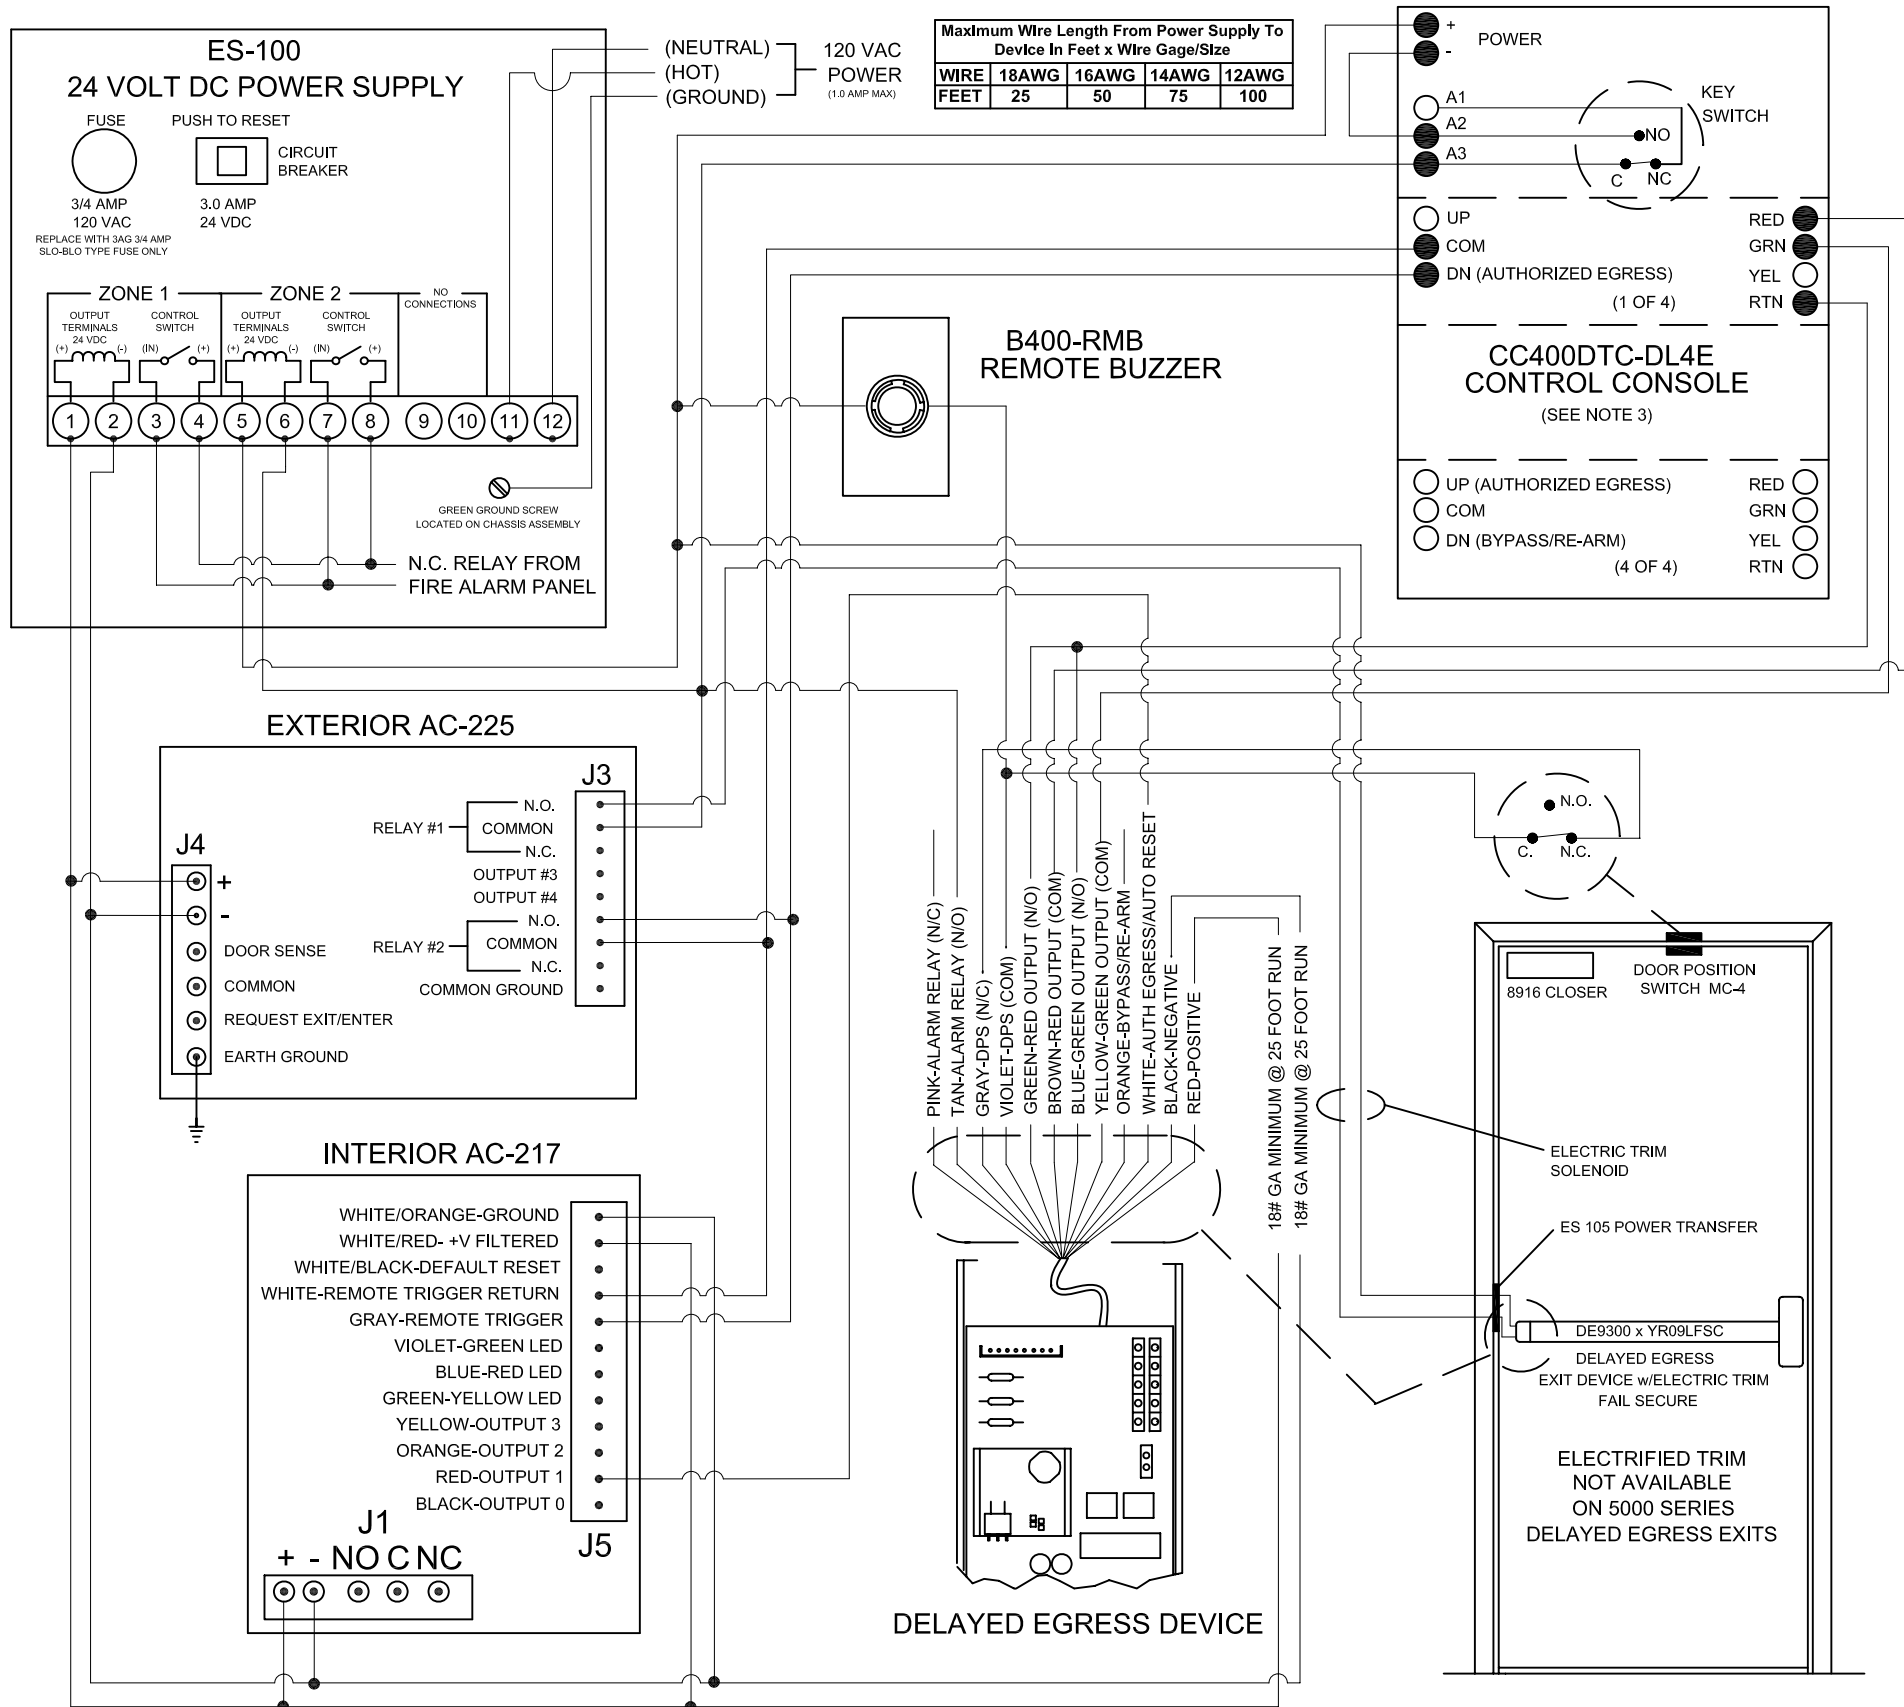 ES-100
24 VOLT DC POWER SUPPLY
FUSE
3/4 AMP
120 VAC
REPLACE WITH 3AG 3/4 AMP
SLO-BLO TYPE FUSE ONLY
PUSH TO RESET
CIRCUIT
BREAKER
3.0 AMP
24 VDC
(NEUTRAL)
(HOT)
(GROUND)
120 VAC
POWER
(1.0 AMP MAX)
ZONE 1
OUTPUT
TERMINALS
24 VDC
(+) (-)
CONTROL
SWITCH
(IN) (+)
ZONE 2
OUTPUT
TERMINALS
24 VDC
(+) (-)
CONTROL
SWITCH
(IN) (+)
NO
CONNECTIONS
1 2 3 4 5 6 7 8 9 10 11 12
GREEN GROUND SCREW
LOCATED ON CHASSIS ASSEMBLY
N.C. RELAY FROM
FIRE ALARM PANEL
Maximum Wire Length From Power Supply To
Device In Feet x Wire Gage/Size
WIRE 18AWG 16AWG 14AWG 12AWG
FEET 25 50 75 100
+
-
POWER
A1
A2
A3
KEY
SWITCH
NO
C NC
UP
COM
DN (AUTHORIZED EGRESS)
(1 OF 4)
RED
GRN
YEL
RTN
CC400DTC-DL4E
CONTROL CONSOLE
(SEE NOTE 3)
UP (AUTHORIZED EGRESS)
COM
DN (BYPASS/RE-ARM)
(4 OF 4)
RED
GRN
YEL
RTN
B400-RMB
REMOTE BUZZER
EXTERIOR AC-225
J3
RELAY #1
N.O.
COMMON
N.C.
OUTPUT #3
OUTPUT #4
RELAY #2
N.O.
COMMON
N.C.
COMMON GROUND
J4
+
-
DOOR SENSE
COMMON
REQUEST EXIT/ENTER
EARTH GROUND
INTERIOR AC-217
WHITE/ORANGE-GROUND
WHITE/RED- +V FILTERED
WHITE/BLACK-DEFAULT RESET
WHITE-REMOTE TRIGGER RETURN
GRAY-REMOTE TRIGGER
VIOLET-GREEN LED
BLUE-RED LED
GREEN-YELLOW LED
YELLOW-OUTPUT 3
ORANGE-OUTPUT 2
RED-OUTPUT 1
BLACK-OUTPUT 0
J5
J1
+ - NO C NC
PINK-ALARM RELAY (N/C)
TAN-ALARM RELAY (N/O)
GRAY-DPS (N/C)
VIOLET-DPS (COM)
GREEN-RED OUTPUT (N/O)
BROWN-RED OUTPUT (COM)
BLUE-GREEN OUTPUT (N/O)
YELLOW-GREEN OUTPUT (COM)
ORANGE-BYPASS/RE-ARM
WHITE-AUTH EGRESS/AUTO RESET
BLACK-NEGATIVE
RED-POSITIVE
18# GA MINIMUM @ 25 FOOT RUN
18# GA MINIMUM @ 25 FOOT RUN
DELAYED EGRESS DEVICE
N.O.
C. N.C.
8916 CLOSER
DOOR POSITION
SWITCH MC-4
ELECTRIC TRIM
SOLENOID
ES 105 POWER TRANSFER
DE9300 x YR09LFSC
DELAYED EGRESS
EXIT DEVICE w/ELECTRIC TRIM
FAIL SECURE
ELECTRIFIED TRIM
NOT AVAILABLE
ON 5000 SERIES
DELAYED EGRESS EXITS